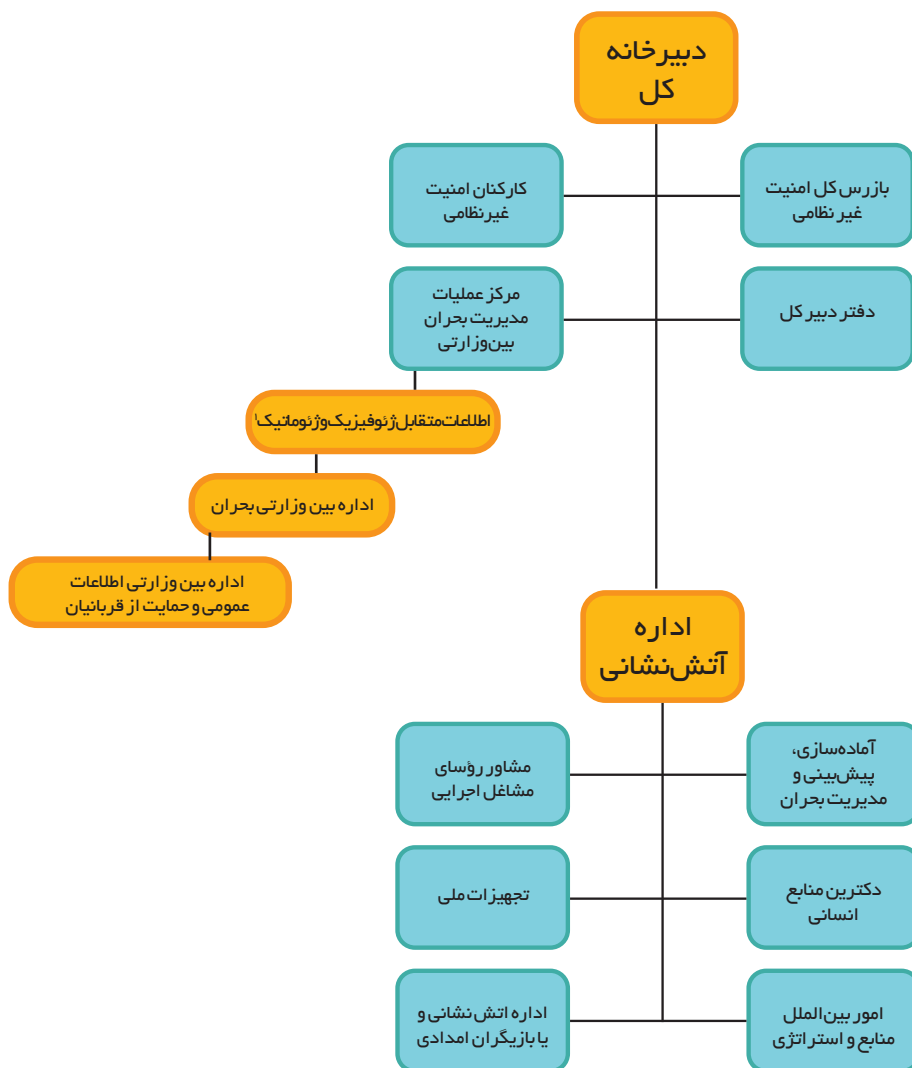 دبیرخانه
کل
بازرس کل امنیت
غیر نظامی
کارکنان امنیت
غیرنظامی
دفتر دبیر کل
مرکز عملیات
مدیریت بحران
بین‌وزارتی
اطلاعات متقابل ژئوفیزیک و ژئوماتیک۱
اداره بین وزارتی بحران
اداره بین وزارتی اطلاعات
عمومی و حمایت از قربانیان
اداره
آتش‌نشانی
آماده‌سازی،
پیش‌بینی و
مدیریت بحران
مشاور رؤسای
مشاغل اجرایی
دکترین منابع
انسانی
تجهیزات ملی
امور بین‌الملل
منابع و استراتژی
اداره اتش نشانی و
یا بازیگران امدادی